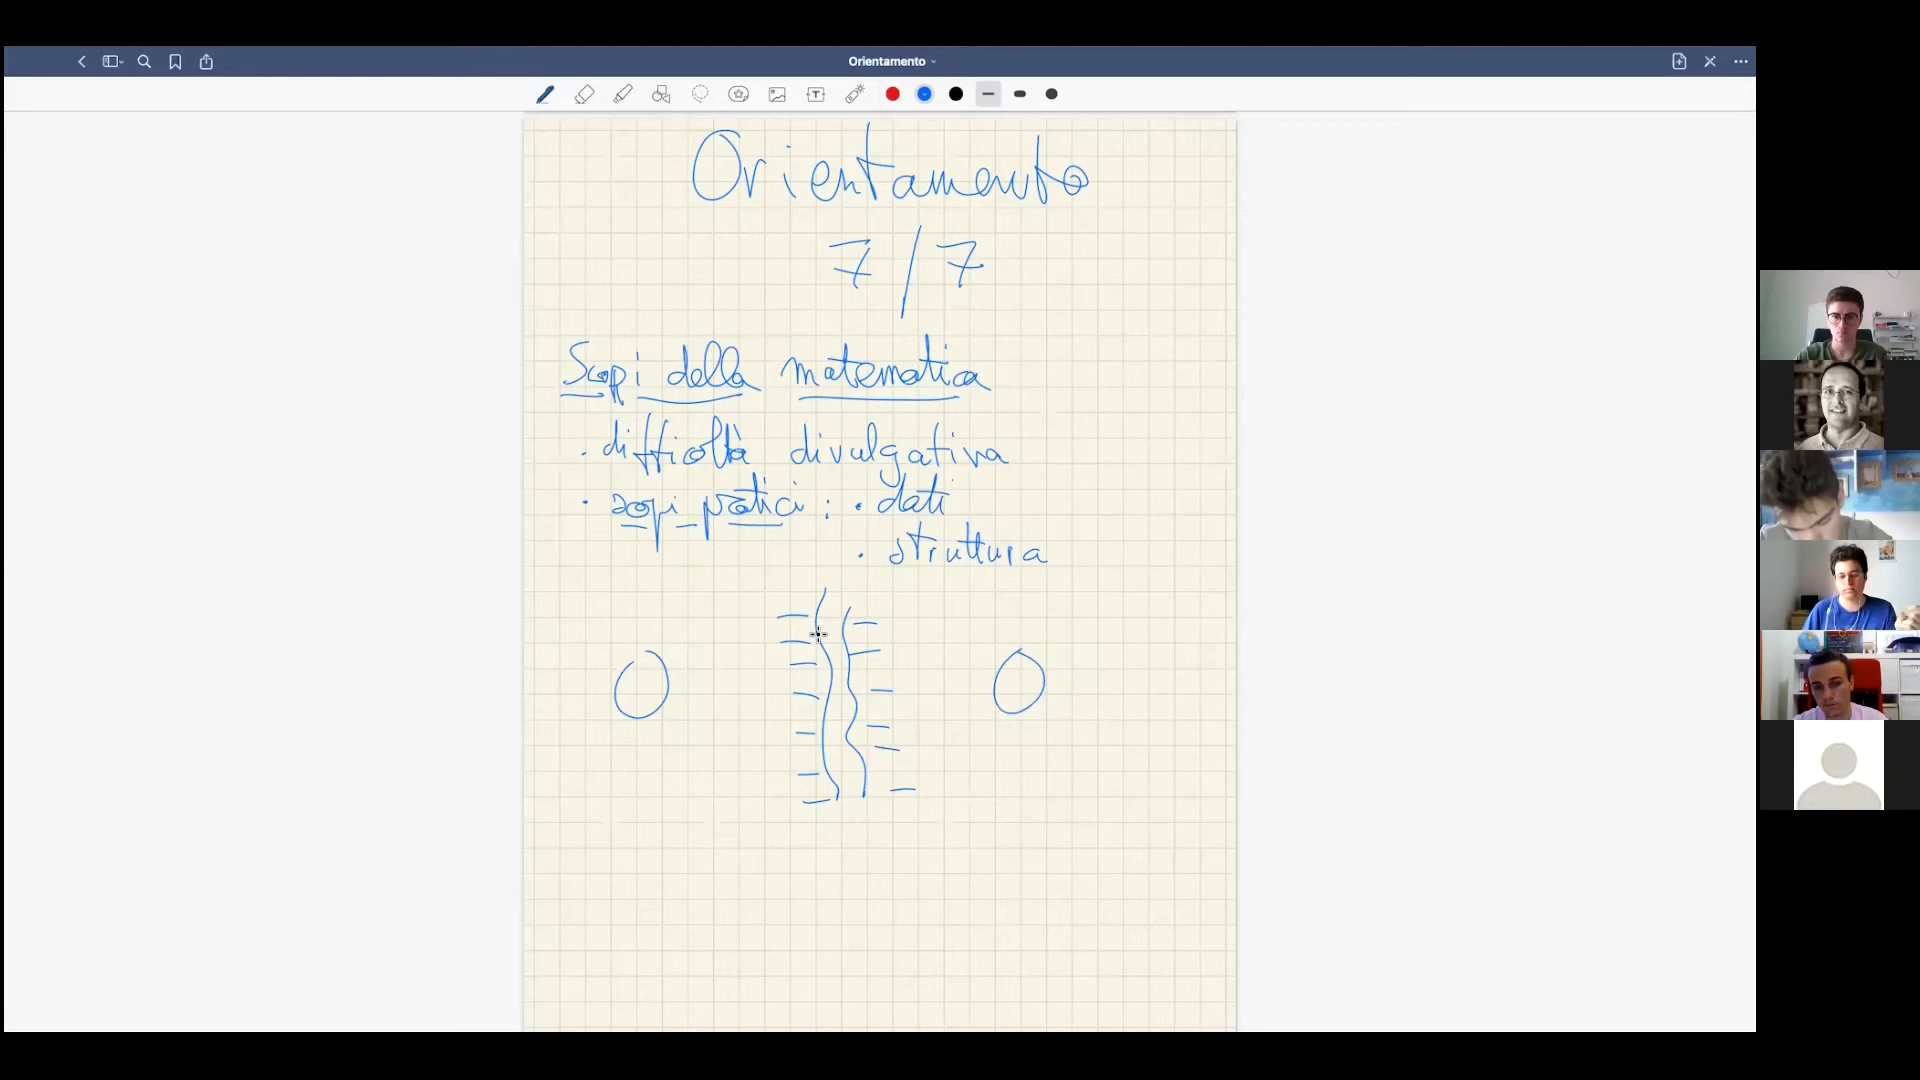 Orientamento
Orientamento
7/7
Scopi della matematica
· difficoltà divulgativa
· scopi pratici : · dati
· struttura